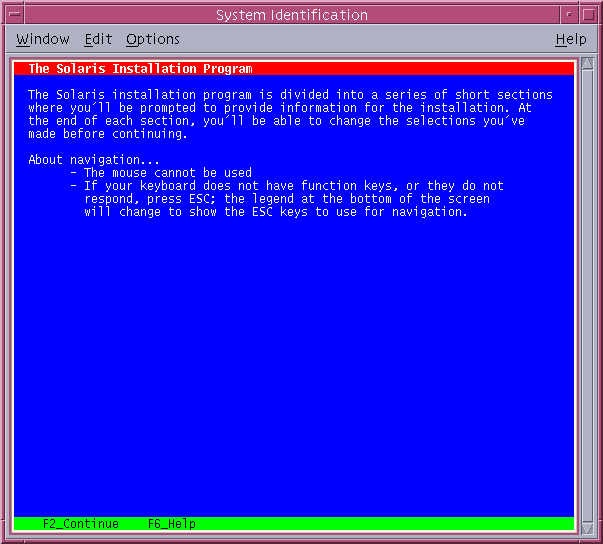 System Identification
Window Edit Options Help
The Solaris Installation Program
The Solaris installation program is divided into a series of short sections
where you'll be prompted to provide information for the installation. At
the end of each section, you'll be able to change the selections you've
made before continuing.
About navigation...
- The mouse cannot be used
- If your keyboard does not have function keys, or they do not
respond, press ESC; the legend at the bottom of the screen
will change to show the ESC keys to use for navigation.
F2_Continue F6_Help